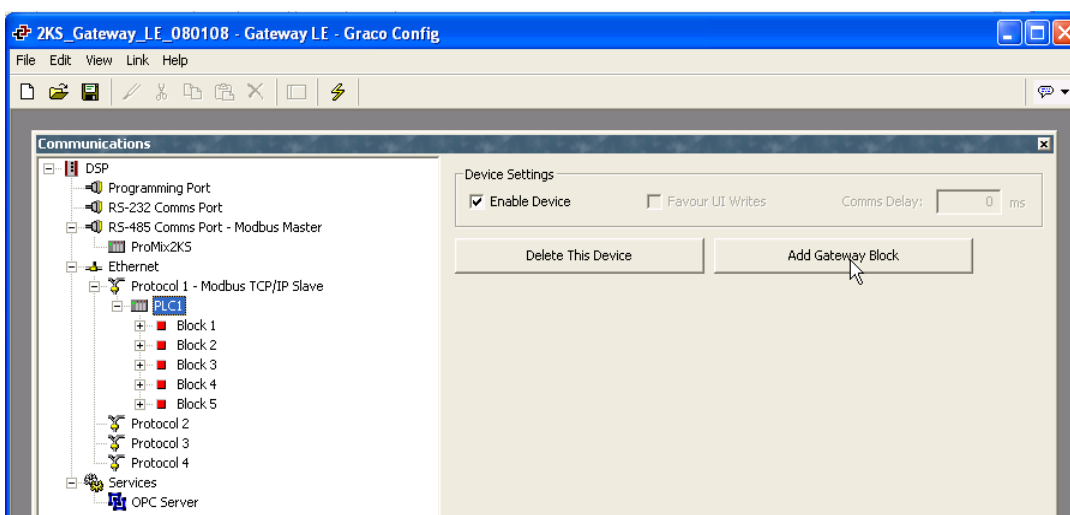 2KS_Gateway_LE_080108 - Gateway LE - Graco Config
File Edit View Link Help
Communications
DSP
Programming Port
RS-232 Comms Port
RS-485 Comms Port - Modbus Master
ProMix2KS
Ethernet
Protocol 1 - Modbus TCP/IP Slave
PLC1
Block 1
Block 2
Block 3
Block 4
Block 5
Protocol 2
Protocol 3
Protocol 4
Services
OPC Server
Device Settings
Enable Device Favour UI Writes Comms Delay: 0 ms
Delete This Device Add Gateway Block